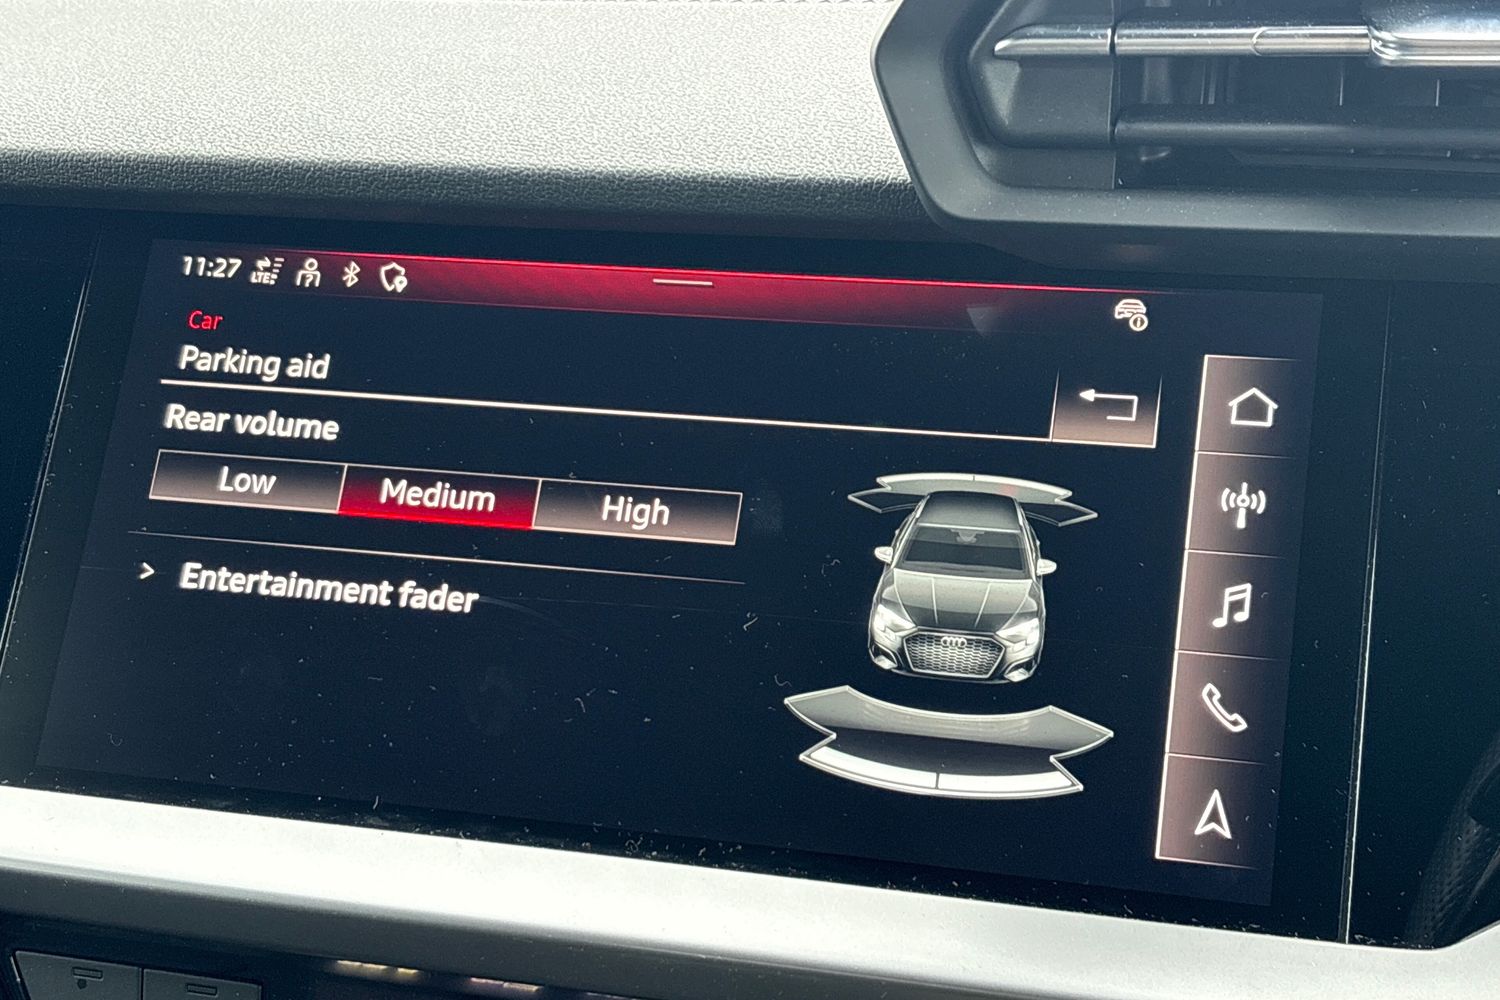 11:27 LTE
Car
Parking aid
Rear volume
Low Medium High
Entertainment fader